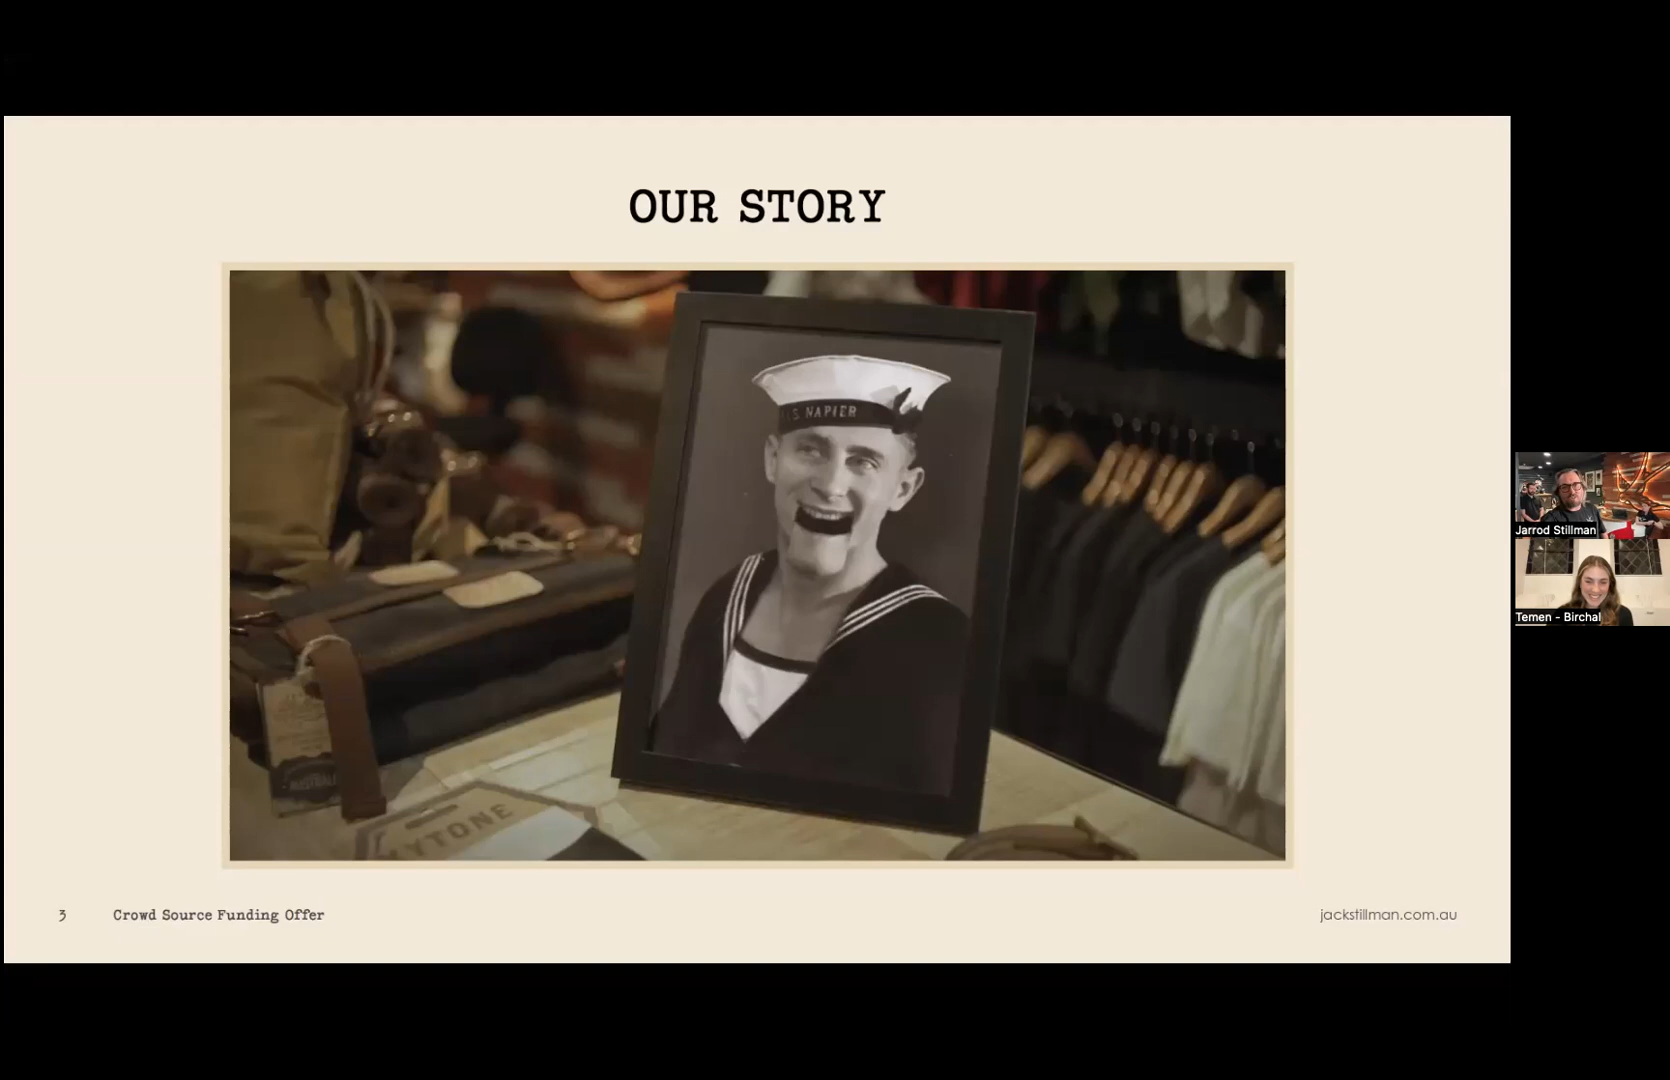 OUR STORY
S NAPIER
YTONE
3
Crowd Source Funding Offer
jackstillman.com.au
Jarrod Stillman
Temen - Birchal